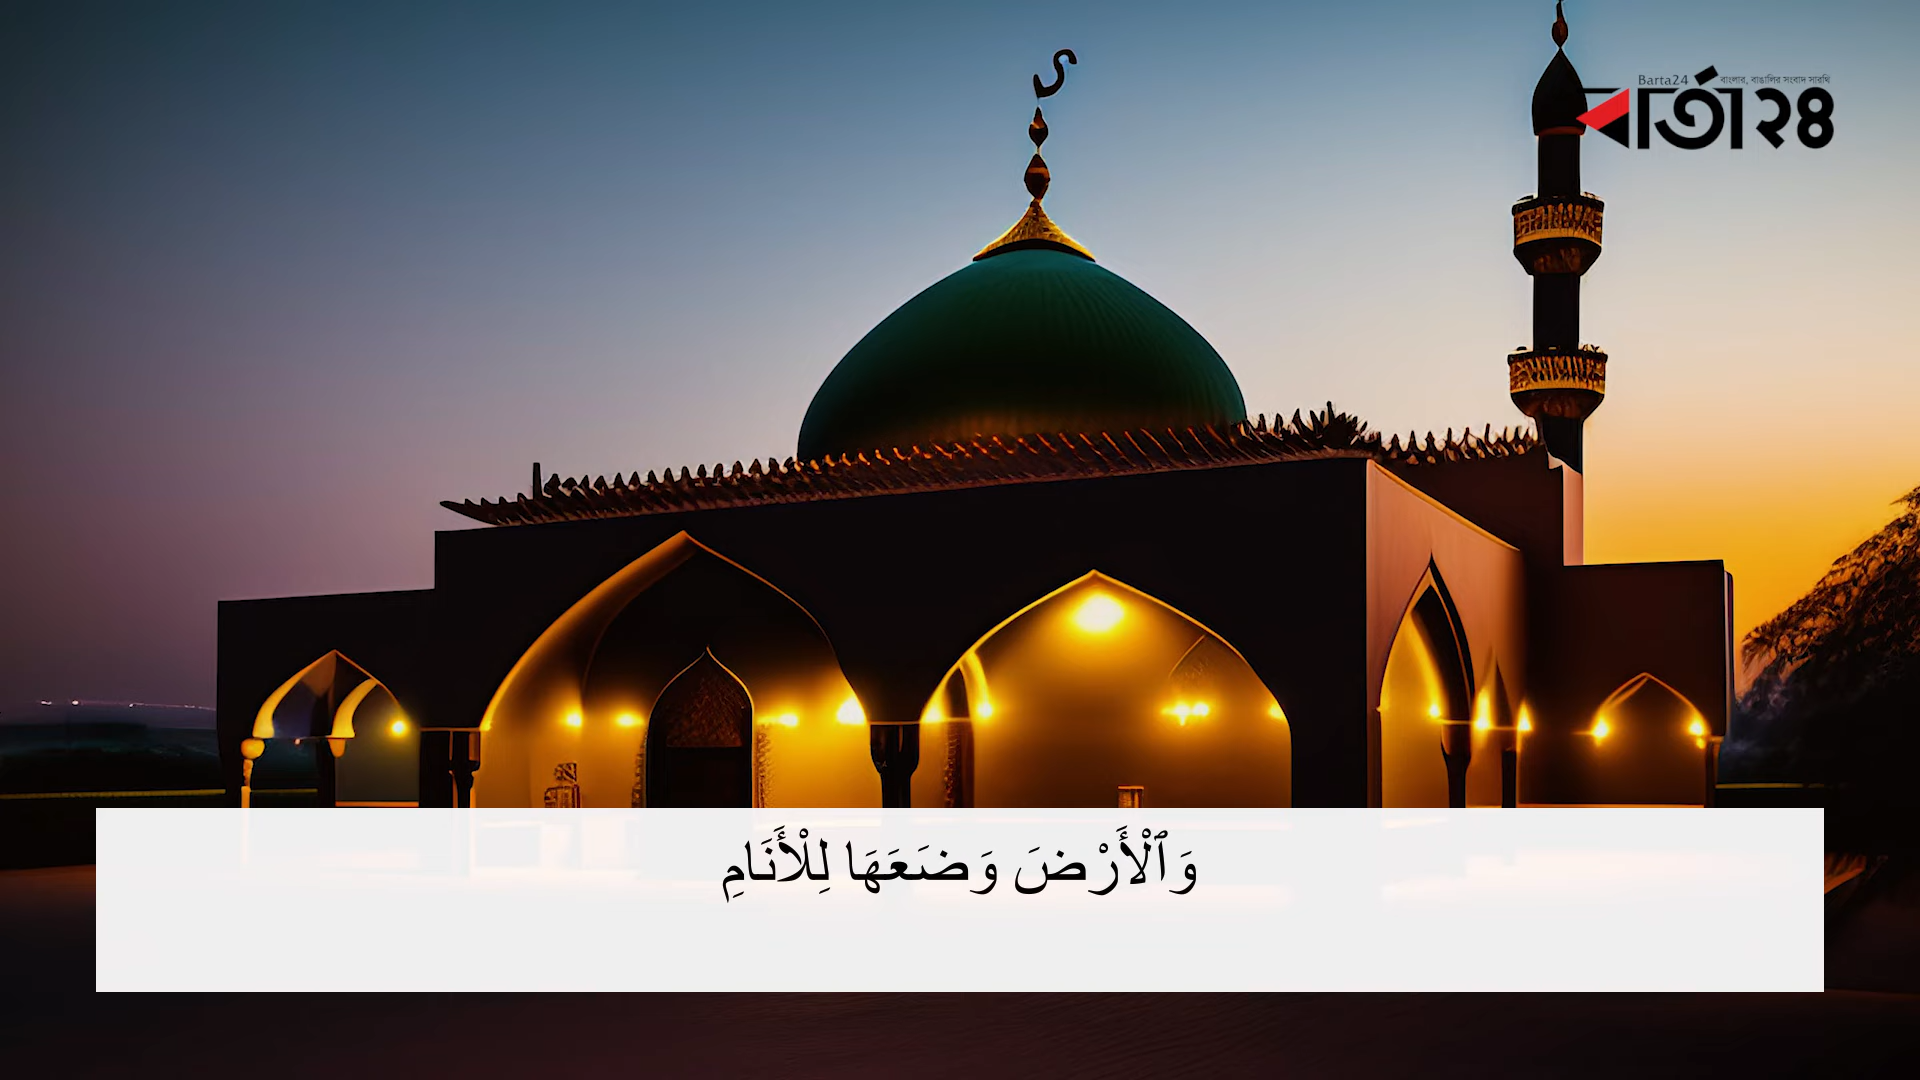 Barta24
বাংলার, বাঙালির সংবাদ সারথি
বার্তা২৪
وَٱلْأَرْضَ وَضَعَهَا لِلْأَنَامِ